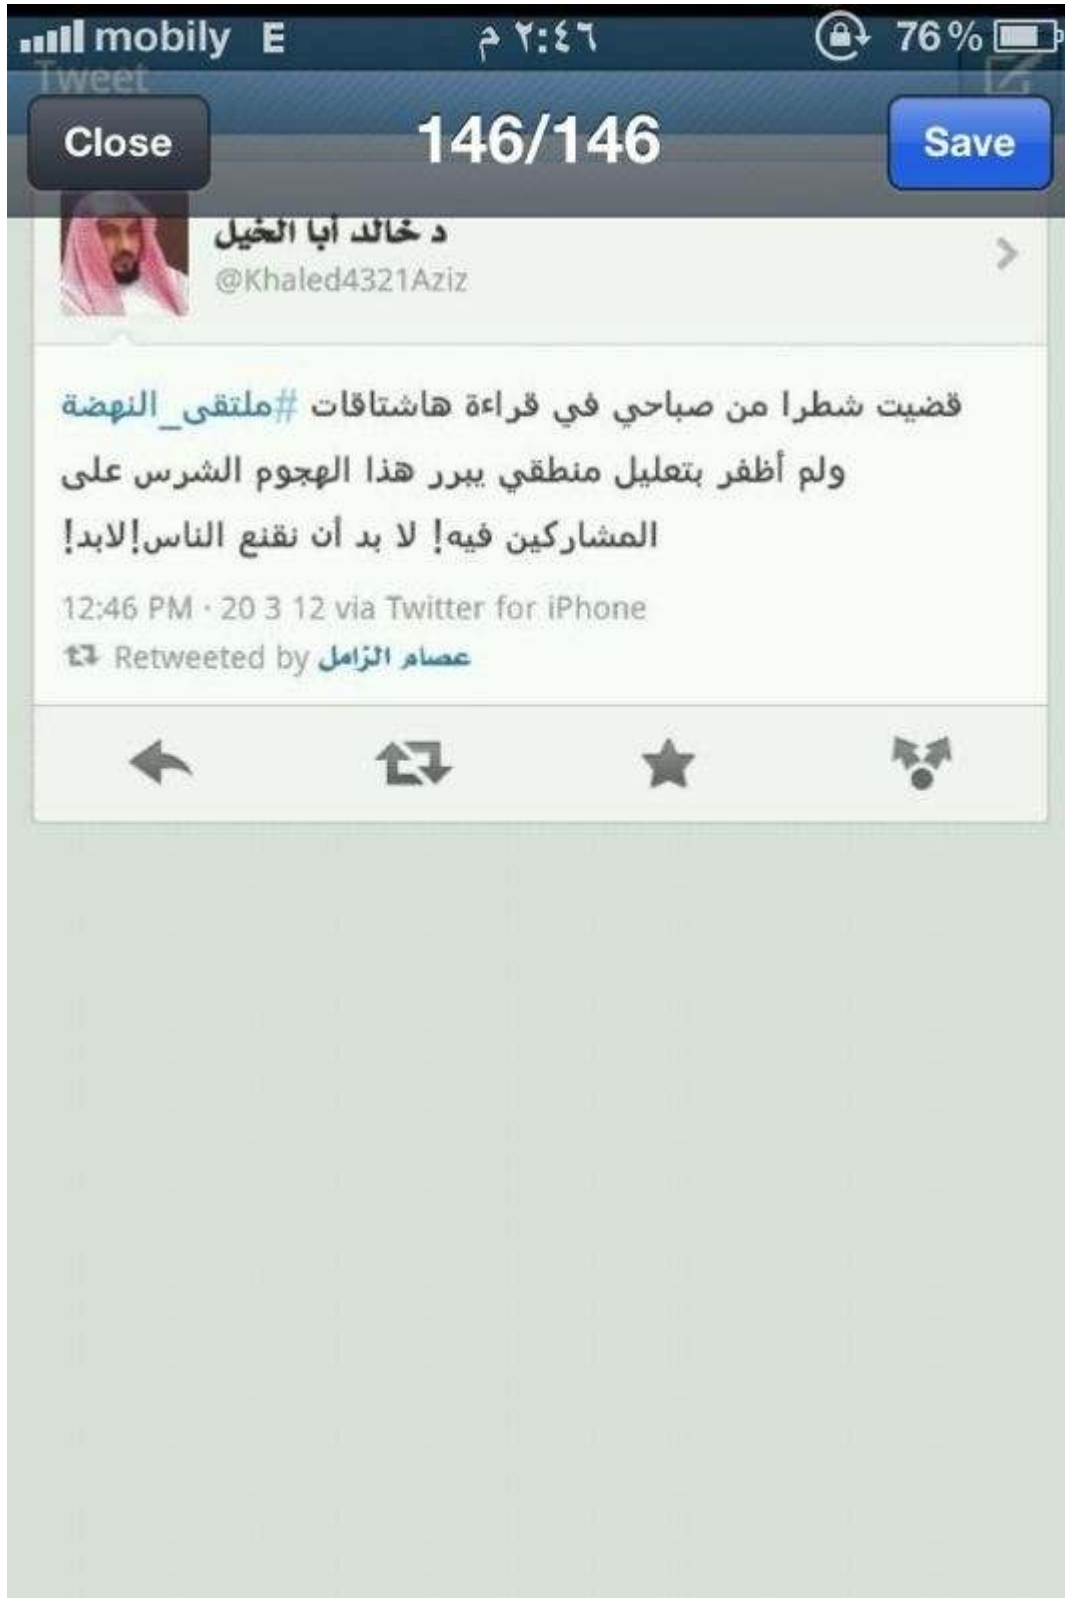 mobily E ٢:٤٦ م 76%
Tweet
Close 146/146 Save
د خالد أبا الخيل
@Khaled4321Aziz
قضيت شطرا من صباحي في قراءة هاشتاقات #ملتقى_النهضة
ولم أظفر بتعليل منطقي يبرر هذا الهجوم الشرس على
المشاركين فيه! لا بد أن نقنع الناس!لابد!
12:46 PM · 20 3 12 via Twitter for iPhone
Retweeted by عصام الزامل